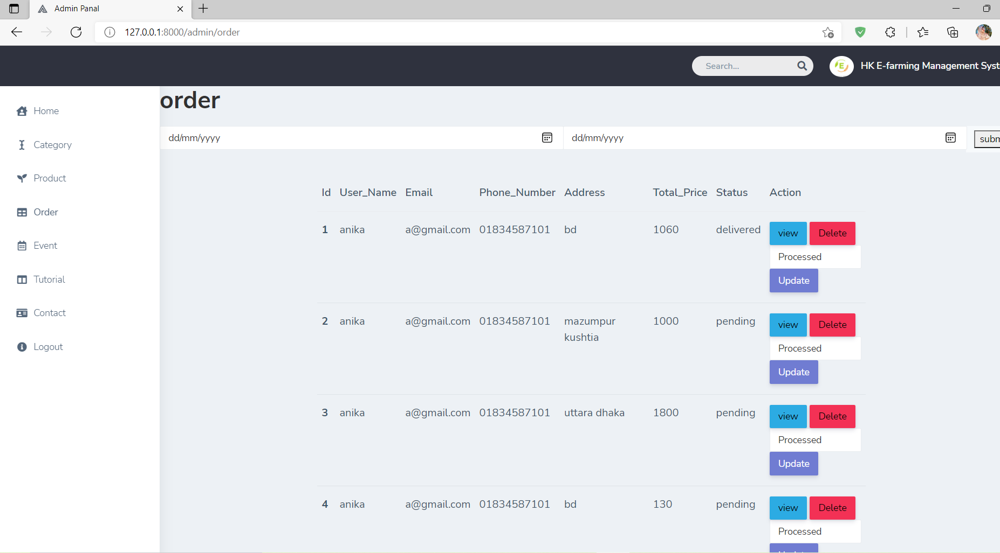 Admin Panal
127.0.0.1:8000/admin/order
Search...
E
HK E-farming Management Syst
Home
Category
Product
Order
Event
Tutorial
Contact
Logout
order
dd/mm/yyyy dd/mm/yyyy subm
Id User_Name Email Phone_Number Address Total_Price Status Action
1 anika a@gmail.com 01834587101 bd 1060 delivered view Delete
Processed
Update
2 anika a@gmail.com 01834587101 mazumpur 1000 pending view Delete
kushtia
Processed
Update
3 anika a@gmail.com 01834587101 uttara dhaka 1800 pending view Delete
Processed
Update
4 anika a@gmail.com 01834587101 bd 130 pending view Delete
Processed